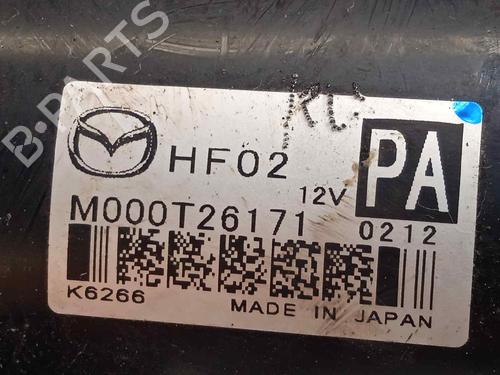 B-PARTS
HF02
12V
PA
M000T26171
0212
K6266
MADE IN JAPAN